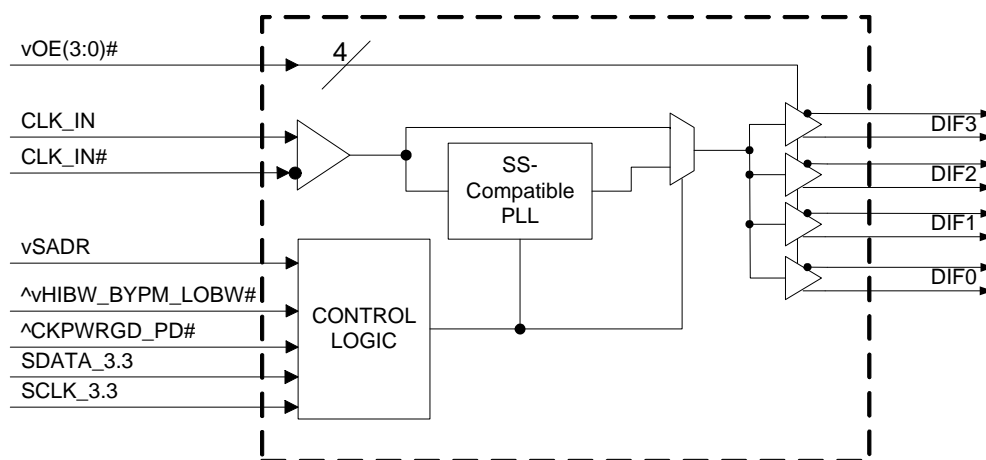 vOE(3:0)#
4
CLK_IN
CLK_IN#
DIF3
DIF2
DIF1
DIF0
SS-
Compatible
PLL
vSADR
^vHIBW_BYPM_LOBW#
^CKPWRGD_PD#
SDATA_3.3
SCLK_3.3
CONTROL
LOGIC